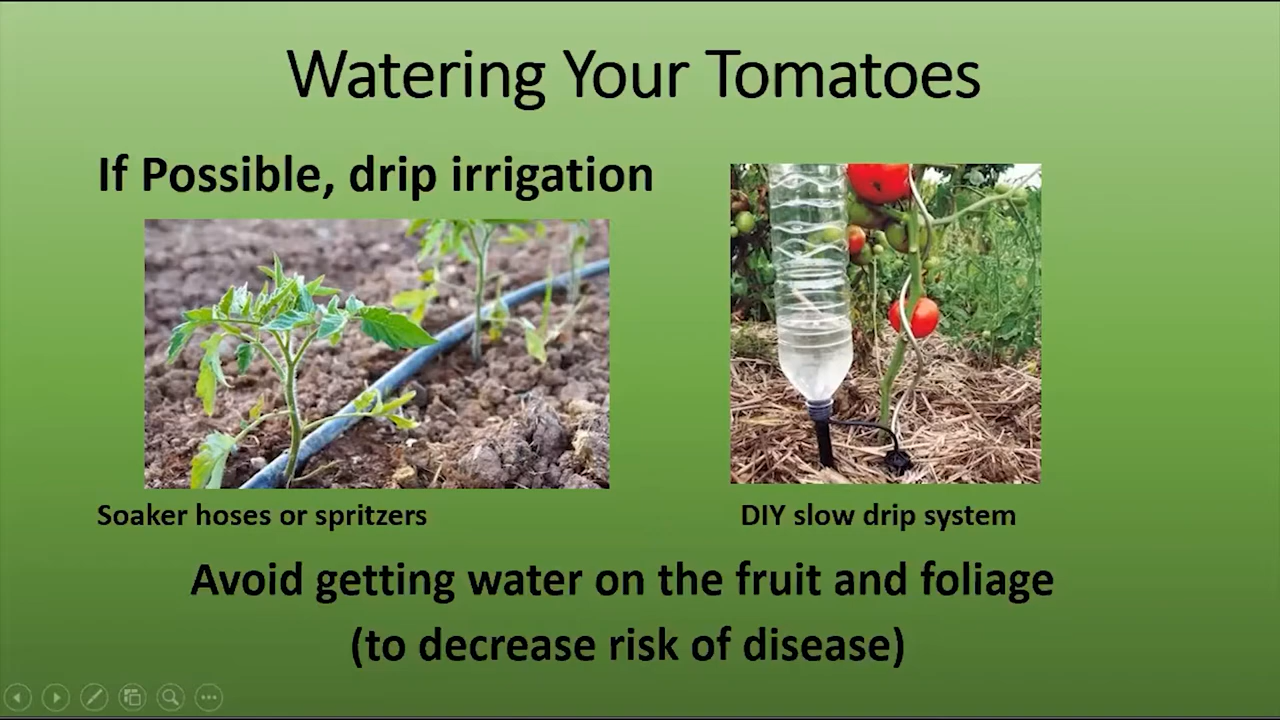 Watering Your Tomatoes
If Possible, drip irrigation
Soaker hoses or spritzers
DIY slow drip system
Avoid getting water on the fruit and foliage
(to decrease risk of disease)